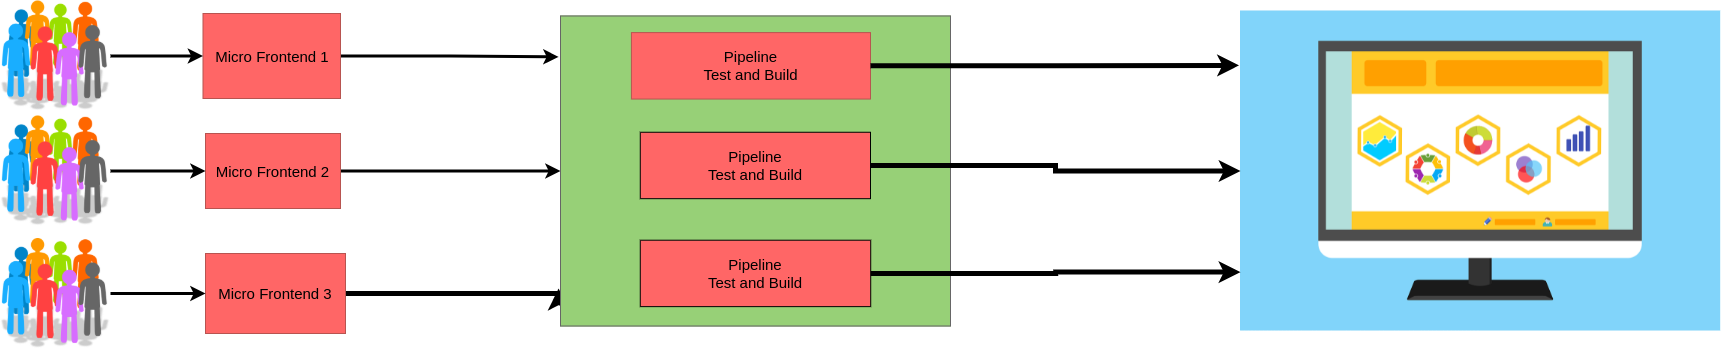 Micro Frontend 1
Pipeline
Test and Build
Micro Frontend 2
Pipeline
Test and Build
Micro Frontend 3
Pipeline
Test and Build